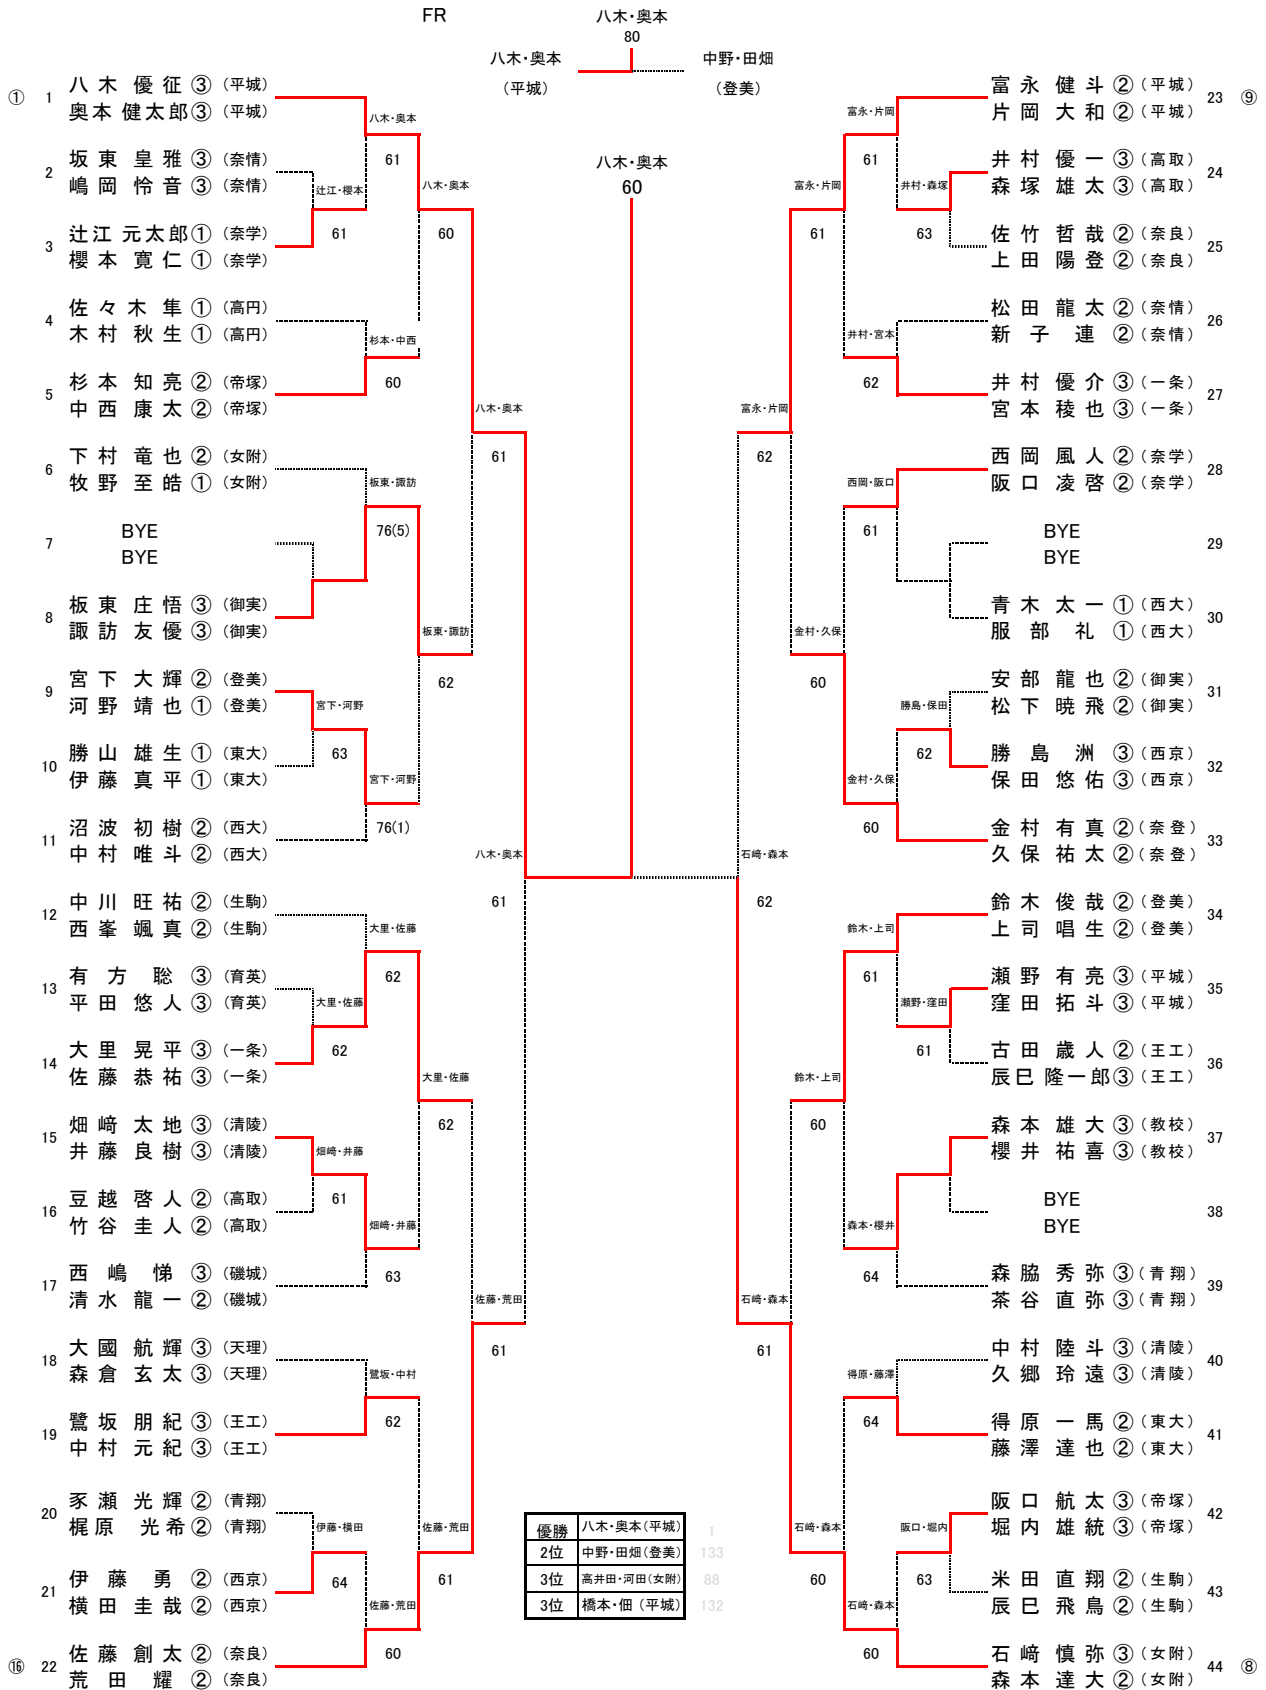 FR
八木・奥本
80
八木・奥本
(平城)
中野・田畑
(登美)
八木・奥本
60
① 1 八木 優征 ③ (平城)
奥本 健太郎 ③ (平城)
2 坂東 皇雅 ③ (奈情)
嶋岡 怜音 ③ (奈情)
3 辻江 元太郎 ① (奈学)
櫻本 寛仁 ① (奈学)
4 佐々木 隼 ① (高円)
木村 秋生 ① (高円)
5 杉本 知亮 ② (帝塚)
中西 康太 ② (帝塚)
6 下村 竜也 ② (女附)
牧野 至皓 ① (女附)
7 BYE
BYE
8 板東 庄悟 ③ (御実)
諏訪 友優 ③ (御実)
9 宮下 大輝 ② (登美)
河野 靖也 ① (登美)
10 勝山 雄生 ① (東大)
伊藤 真平 ① (東大)
11 沼波 初樹 ② (西大)
中村 唯斗 ② (西大)
12 中川 旺祐 ② (生駒)
西峯 颯真 ② (生駒)
13 有方 聡 ③ (育英)
平田 悠人 ③ (育英)
14 大里 晃平 ③ (一条)
佐藤 恭祐 ③ (一条)
15 畑﨑 太地 ③ (清陵)
井藤 良樹 ③ (清陵)
16 豆越 啓人 ② (高取)
竹谷 圭人 ② (高取)
17 西嶋 悌 ③ (磯城)
清水 龍一 ② (磯城)
18 大國 航輝 ③ (天理)
森倉 玄太 ③ (天理)
19 鷺坂 朋紀 ③ (王工)
中村 元紀 ③ (王工)
20 豕瀬 光輝 ② (青翔)
梶原 光希 ② (青翔)
21 伊藤 勇 ② (西京)
横田 圭哉 ② (西京)
⑯ 22 佐藤 創太 ② (奈良)
荒田 耀 ② (奈良)
八木・奥本
61
辻江・櫻本
61
八木・奥本
60
杉本・中西
60
八木・奥本
61
板東・諏訪
76(5)
板東・諏訪
62
宮下・河野
63
宮下・河野
76(1)
八木・奥本
61
大里・佐藤
62
大里・佐藤
62
大里・佐藤
62
畑﨑・井藤
61
畑﨑・井藤
63
佐藤・荒田
61
鷺坂・中村
62
伊藤・横田
64
佐藤・荒田
61
佐藤・荒田
60
富永 健斗 ② (平城) 23 ⑨
片岡 大和 ② (平城)
井村 優一 ③ (高取) 24
森塚 雄太 ③ (高取)
佐竹 哲哉 ② (奈良) 25
上田 陽登 ② (奈良)
松田 龍太 ② (奈情) 26
新子 連 ② (奈情)
井村 優介 ③ (一条) 27
宮本 稜也 ③ (一条)
西岡 風人 ② (奈学) 28
阪口 凌啓 ② (奈学)
BYE 29
BYE
青木 太一 ① (西大) 30
服部 礼 ① (西大)
安部 龍也 ② (御実) 31
松下 暁飛 ② (御実)
勝島 洲 ③ (西京) 32
保田 悠佑 ③ (西京)
金村 有真 ② (奈登) 33
久保 祐太 ② (奈登)
鈴木 俊哉 ② (登美) 34
上司 唱生 ② (登美)
瀬野 有亮 ③ (平城) 35
窪田 拓斗 ③ (平城)
古田 歳人 ② (王工) 36
辰巳 隆一郎 ③ (王工)
森本 雄大 ③ (教校) 37
櫻井 祐喜 ③ (教校)
BYE 38
BYE
森脇 秀弥 ③ (青翔) 39
茶谷 直弥 ③ (青翔)
中村 陸斗 ③ (清陵) 40
久郷 玲遠 ③ (清陵)
得原 一馬 ② (東大) 41
藤澤 達也 ② (東大)
阪口 航太 ③ (帝塚) 42
堀内 雄統 ③ (帝塚)
米田 直翔 ② (生駒) 43
辰巳 飛鳥 ② (生駒)
石﨑 慎弥 ③ (女附) 44 ⑧
森本 達大 ② (女附)
富永・片岡
61
井村・森塚
63
富永・片岡
61
井村・宮本
62
富永・片岡
62
西岡・阪口
61
金村・久保
60
勝島・保田
62
金村・久保
60
石﨑・森本
62
鈴木・上司
61
瀬野・窪田
61
鈴木・上司
60
森本・櫻井
64
石﨑・森本
61
得原・藤澤
64
石﨑・森本
60
阪口・堀内
63
石﨑・森本
60
優勝 八木・奥本(平城) 1
2位 中野・田畑(登美) 133
3位 高井田・河田(女附) 88
3位 橋本・佃 (平城) 132